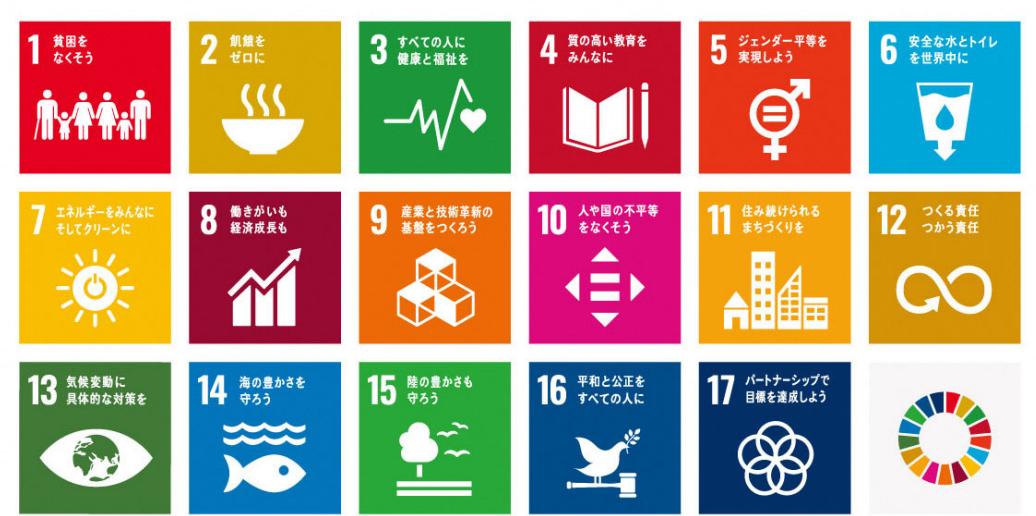 1 貧困を
なくそう
2 飢餓を
ゼロに
3 すべての人に
健康と福祉を
4 質の高い教育を
みんなに
5 ジェンダー平等を
実現しよう
6 安全な水とトイレ
を世界中に
7 エネルギーをみんなに
そしてクリーンに
8 働きがいも
経済成長も
9 産業と技術革新の
基盤をつくろう
10 人や国の不平等
をなくそう
11 住み続けられる
まちづくりを
12 つくる責任
つかう責任
13 気候変動に
具体的な対策を
14 海の豊かさを
守ろう
15 陸の豊かさも
守ろう
16 平和と公正を
すべての人に
17 パートナーシップで
目標を達成しよう